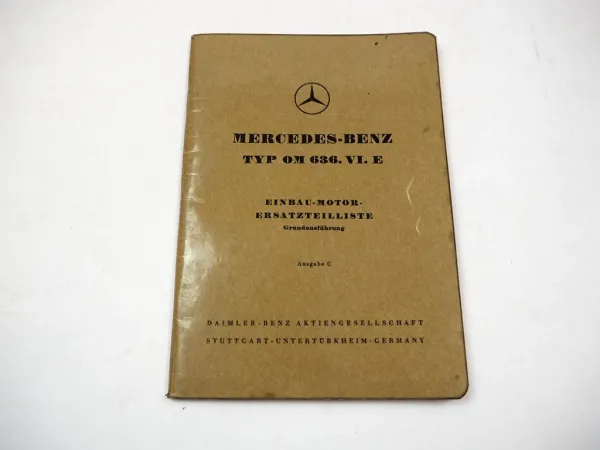 MERCEDES-BENZ
TYP OM 636. VI. E
EINBAU-MOTOR-
ERSATZTEILLISTE
Grundausführung
Ausgabe C
DAIMLER-BENZ AKTIENGESELLSCHAFT
STUTTGART-UNTERTÜRKHEIM-GERMANY